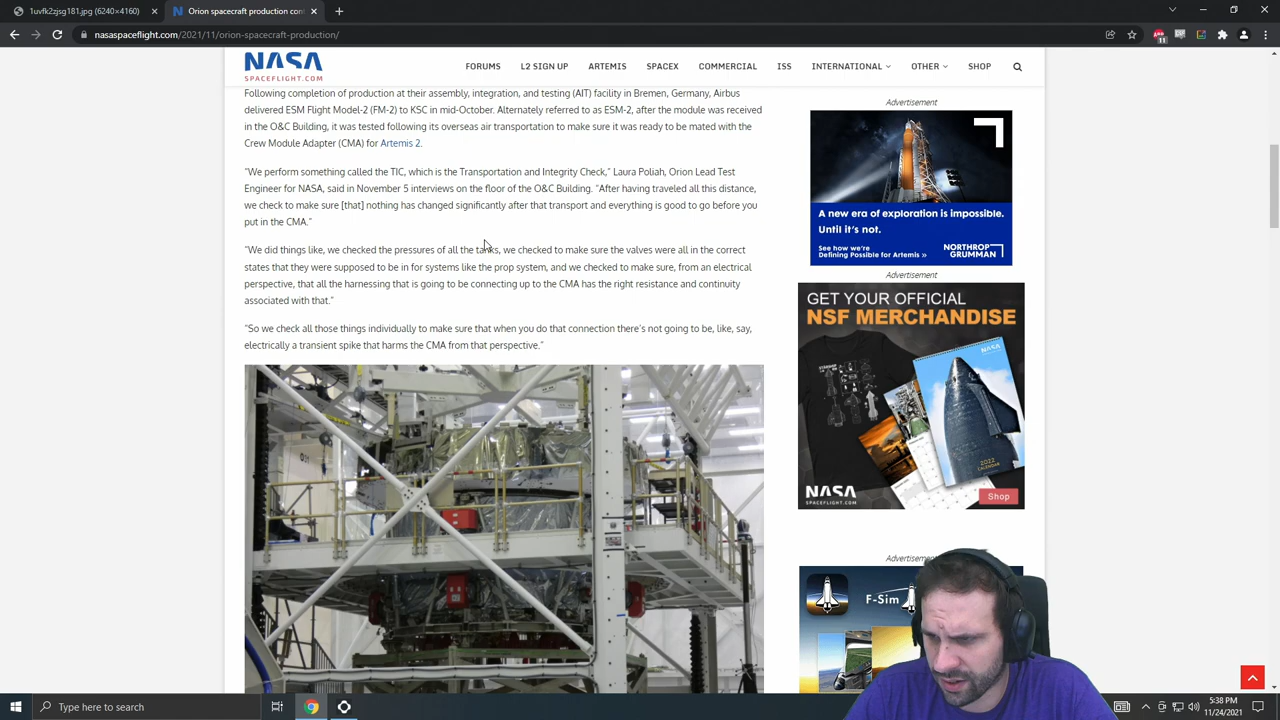 1uvfk2jsg181.jpg (6240×4160)
Orion spacecraft production for t
nasaspaceflight.com/2021/11/orion-spacecraft-production/
11
NASA
SPACEFLIGHT.COM
FORUMS L2 SIGN UP ARTEMIS SPACEX COMMERCIAL ISS INTERNATIONAL OTHER SHOP
Following completion of production at their assembly, integration, and testing (AIT) facility in Bremen, Germany, Airbus
delivered ESM Flight Model-2 (FM-2) to KSC in mid-October. Alternately referred to as ESM-2, after the module was received
in the O&C Building, it was tested following its overseas air transportation to make sure it was ready to be mated with the
Crew Module Adapter (CMA) for Artemis 2.
“We perform something called the TIC, which is the Transportation and Integrity Check,” Laura Poliah, Orion Lead Test
Engineer for NASA, said in November 5 interviews on the floor of the O&C Building. “After having traveled all this distance,
we check to make sure [that] nothing has changed significantly after that transport and everything is good to go before you
put in the CMA.”
“We did things like, we checked the pressures of all the tanks, we checked to make sure the valves were all in the correct
states that they were supposed to be in for systems like the prop system, and we checked to make sure, from an electrical
perspective, that all the harnessing that is going to be connecting up to the CMA has the right resistance and continuity
associated with that.”
“So we check all those things individually to make sure that when you do that connection there’s not going to be, like, say,
electrically a transient spike that harms the CMA from that perspective.”
Advertisement
A new era of exploration is impossible.
Until it’s not.
See how we’re
Defining Possible for Artemis »
NORTHROP
GRUMMAN
Advertisement
GET YOUR OFFICIAL
NSF MERCHANDISE
NASA
2022
CALENDAR
NASA
SPACEFLIGHT.COM
Shop
Advertisement
F-Sim
Type here to search
5:38 PM
11/24/2021